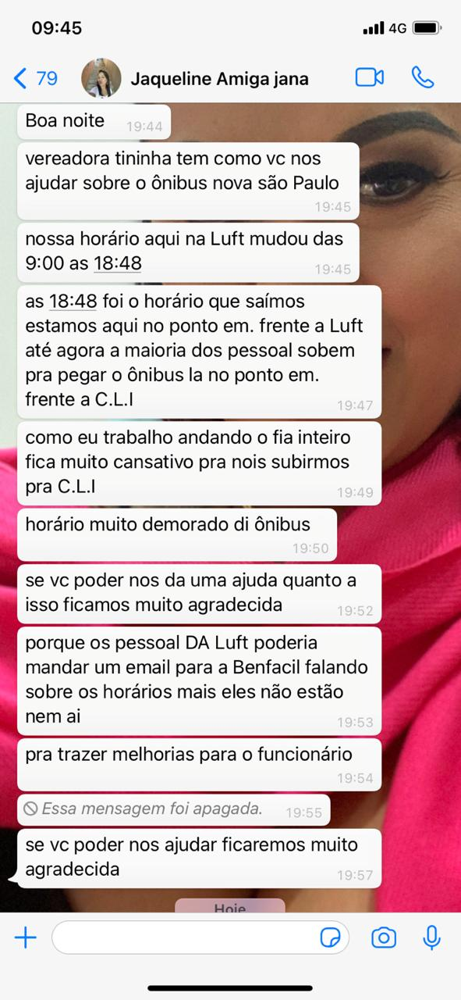 09:45
4G
79
Jaqueline Amiga jana
Boa noite
19:44
vereadora tininha tem como vc nos
ajudar sobre o ônibus nova são Paulo
19:45
nossa horário aqui na Luft mudou das
9:00 as 18:48
19:45
as 18:48 foi o horário que saímos
estamos aqui no ponto em. frente a Luft
até agora a maioria dos pessoal sobem
pra pegar o ônibus la no ponto em.
frente a C.L.I
19:47
como eu trabalho andando o fia inteiro
fica muito cansativo pra nois subirmos
pra C.L.I
19:49
horário muito demorado di ônibus
19:50
se vc poder nos da uma ajuda quanto a
isso ficamos muito agradecida
19:52
porque os pessoal DA Luft poderia
mandar um email para a Benfacil falando
sobre os horários mais eles não estão
nem ai
19:53
pra trazer melhorias para o funcionário
19:54
Essa mensagem foi apagada.
19:55
se vc poder nos ajudar ficaremos muito
agradecida
19:57
Hoje